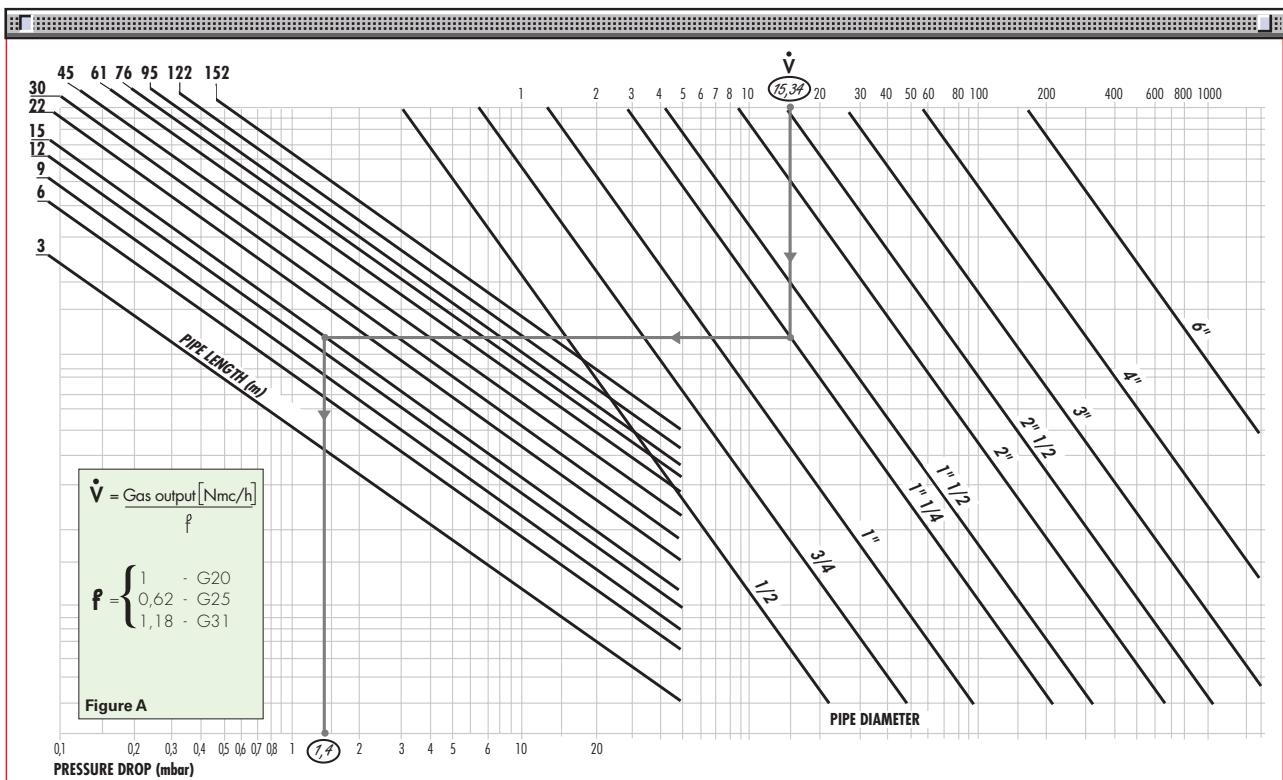 V̇
45 61 76 95 122 152
15,34
30
1 2 3 4 5 6 7 8 10 20 30 40 50 60 80 100 200 400 600 800 1000
22
15
12
9
6
3
PIPE LENGTH (m)
6"
4"
3"
2" 1/2
2"
1" 1/2
1" 1/4
1"
3/4
1/2
V̇ = Gas output [Nmc/h]
f
f = { 1 - G20
0,62 - G25
1,18 - G31
Figure A
PIPE DIAMETER
0,1 0,2 0,3 0,4 0,5 0,6 0,7 0,8 1 1,4 2 3 4 5 6 10 20
PRESSURE DROP (mbar)